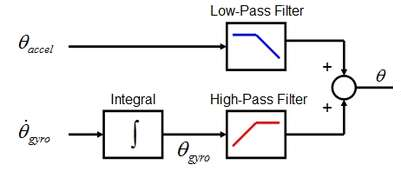 Low-Pass Filter
θaccel
+
θ
Integral
High-Pass Filter
+
θ̇gyro
∫
θgyro